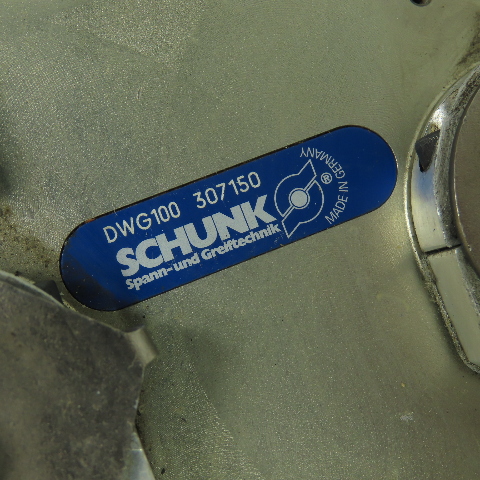 DWG100 307150
SCHUNK ®
Spann- und Greiftechnik
MADE IN GERMANY